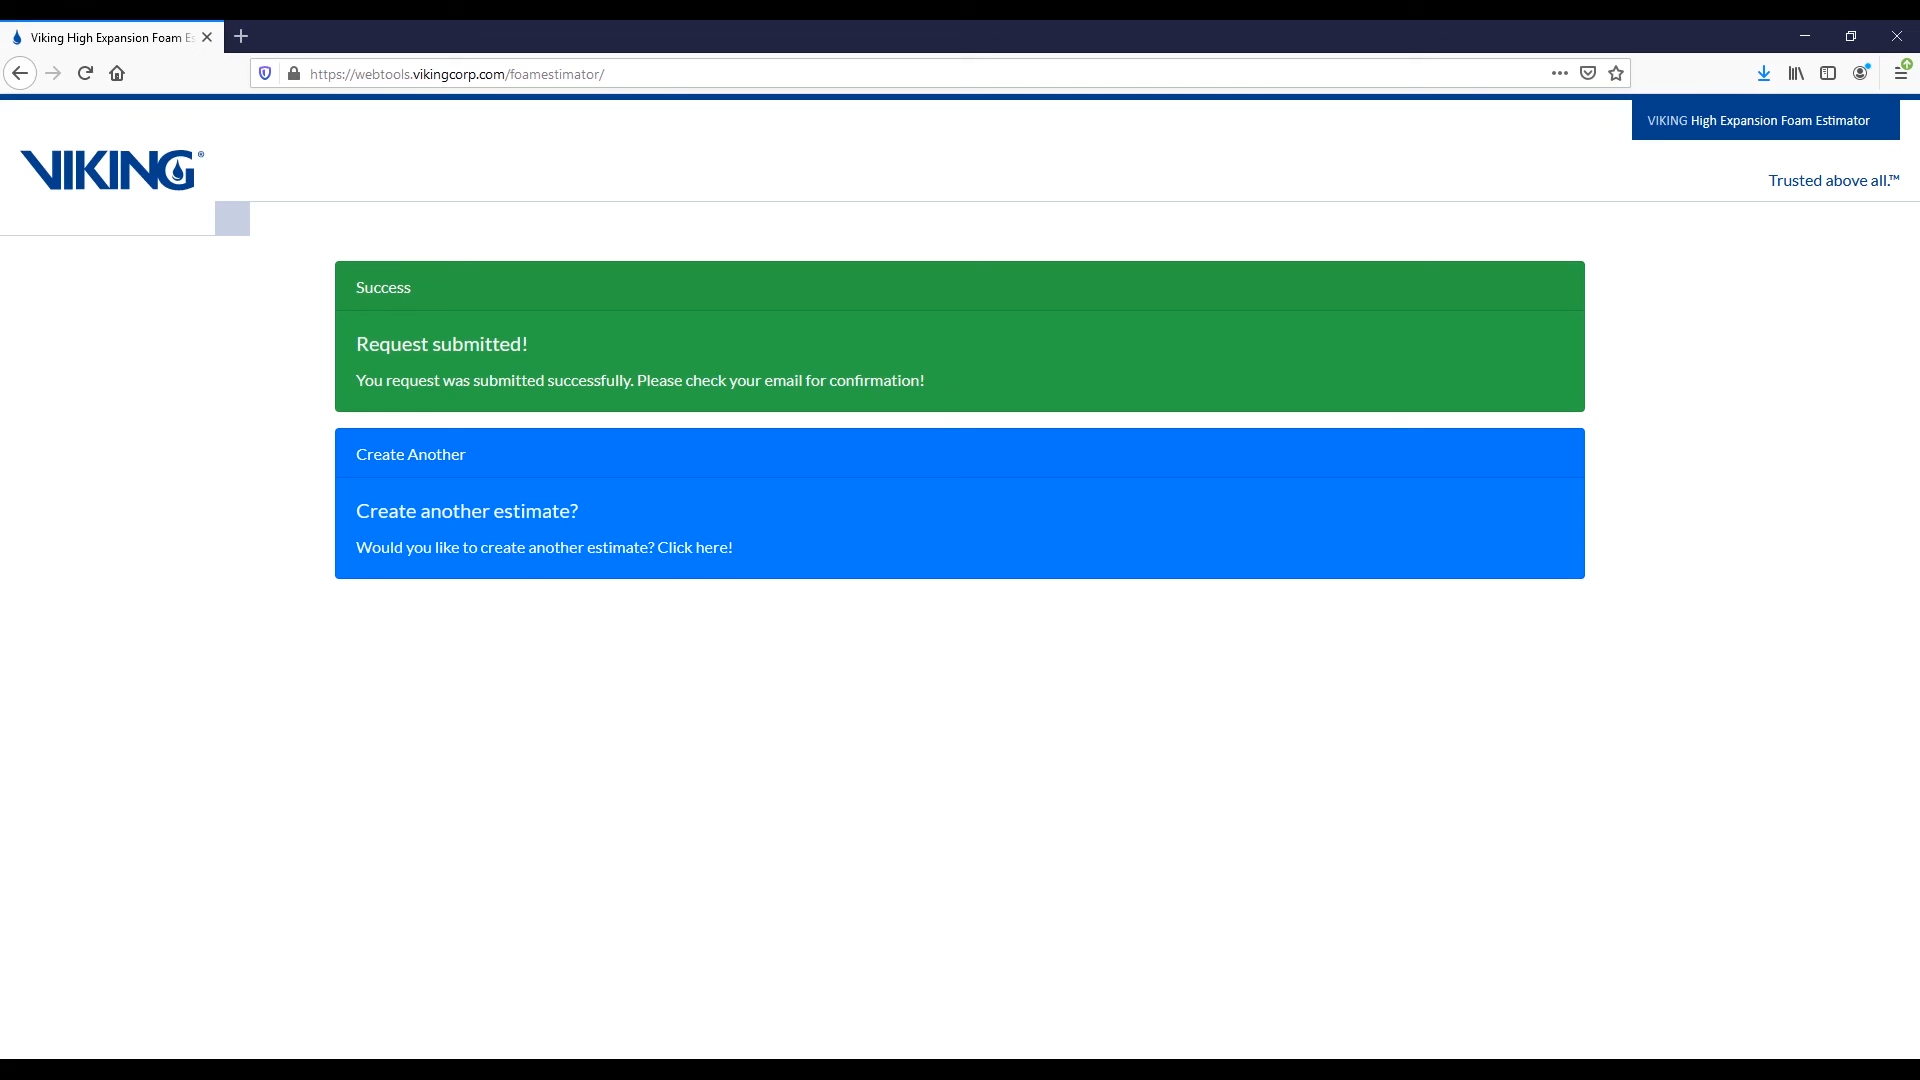 Viking High Expansion Foam Es
https://webtools.vikingcorp.com/foamestimator/
VIKING High Expansion Foam Estimator
VIKING®
Trusted above all.™
Success
Request submitted!
You request was submitted successfully. Please check your email for confirmation!
Create Another
Create another estimate?
Would you like to create another estimate? Click here!